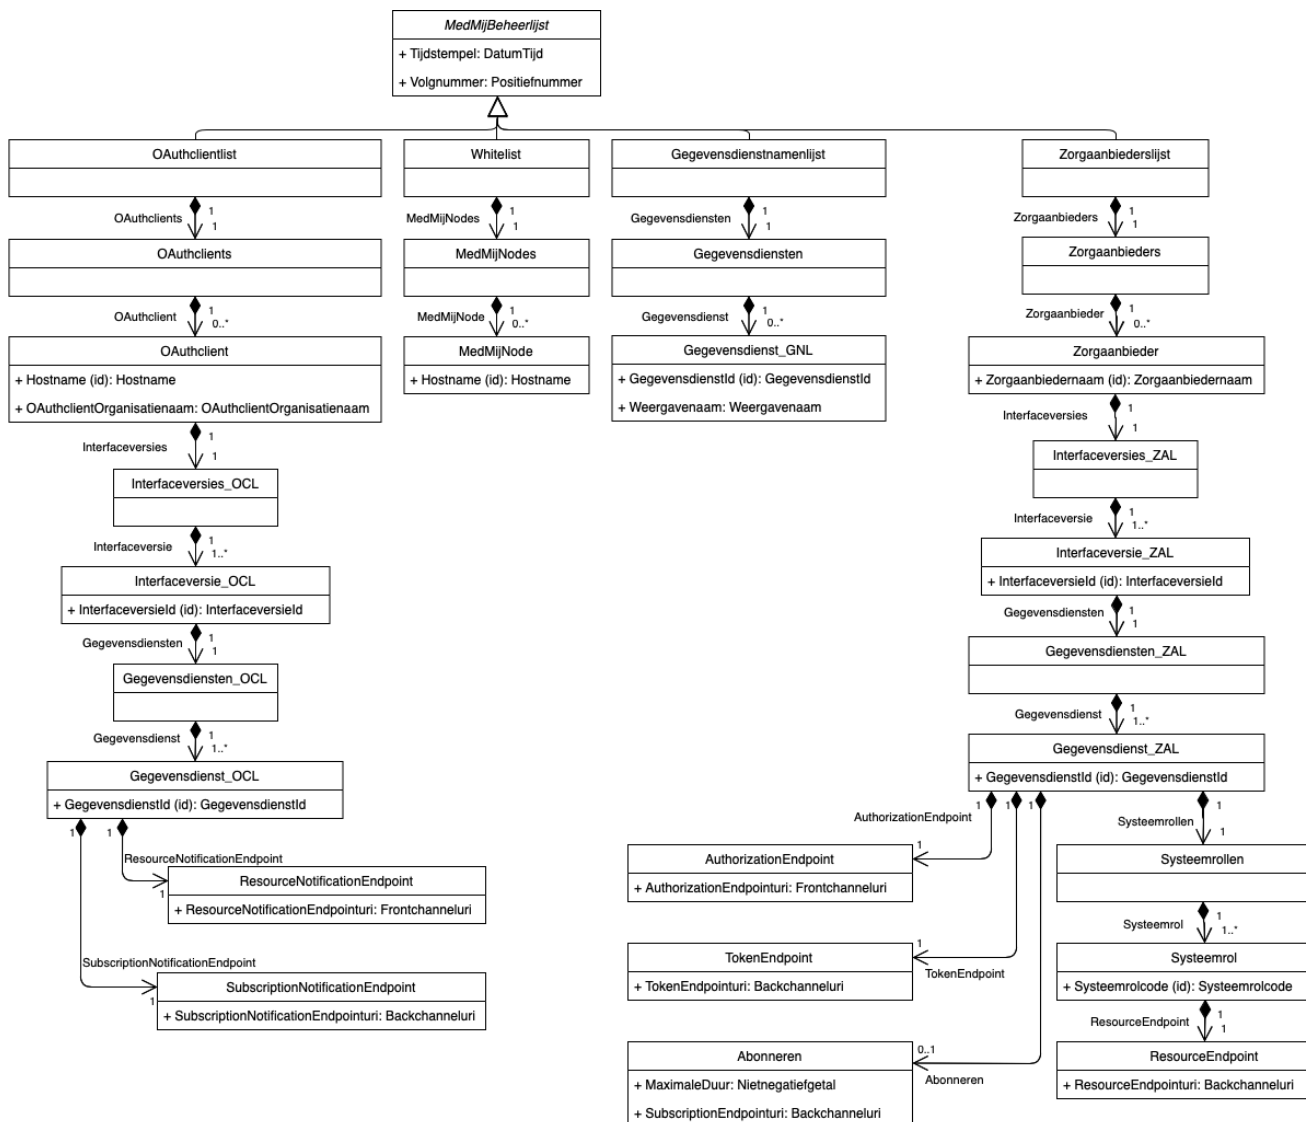 MedMijBeheerlijst
+ Tijdstempel: DatumTijd
+ Volgnummer: Positiefnummer
OAuthclientlist
OAuthclients
1
1
OAuthclients
OAuthclient
1
0..*
OAuthclient
+ Hostname (id): Hostname
+ OAuthclientOrganisatienaam: OAuthclientOrganisatienaam
Interfaceversies
1
1
Interfaceversies_OCL
Interfaceversie
1
1..*
Interfaceversie_OCL
+ InterfaceversieId (id): InterfaceversieId
Gegevensdiensten
1
1
Gegevensdiensten_OCL
Gegevensdienst
1
1..*
Gegevensdienst_OCL
+ GegevensdienstId (id): GegevensdienstId
1
1
ResourceNotificationEndpoint
1
ResourceNotificationEndpoint
+ ResourceNotificationEndpointuri: Frontchanneluri
SubscriptionNotificationEndpoint
1
SubscriptionNotificationEndpoint
+ SubscriptionNotificationEndpointuri: Backchanneluri
Whitelist
MedMijNodes
1
1
MedMijNodes
MedMijNode
1
0..*
MedMijNode
+ Hostname (id): Hostname
Gegevensdienstnamenlijst
Gegevensdiensten
1
1
Gegevensdiensten
Gegevensdienst
1
0..*
Gegevensdienst_GNL
+ GegevensdienstId (id): GegevensdienstId
+ Weergavenaam: Weergavenaam
Zorgaanbiederslijst
Zorgaanbieders
1
1
Zorgaanbieders
Zorgaanbieder
1
0..*
Zorgaanbieder
+ Zorgaanbiedernaam (id): Zorgaanbiedernaam
Interfaceversies
1
1
Interfaceversies_ZAL
Interfaceversie
1
1..*
Interfaceversie_ZAL
+ InterfaceversieId (id): InterfaceversieId
Gegevensdiensten
1
1
Gegevensdiensten_ZAL
Gegevensdienst
1
1..*
Gegevensdienst_ZAL
+ GegevensdienstId (id): GegevensdienstId
1
1
1
AuthorizationEndpoint
1
AuthorizationEndpoint
+ AuthorizationEndpointuri: Frontchanneluri
1
TokenEndpoint
TokenEndpoint
+ TokenEndpointuri: Backchanneluri
0..1
Abonneren
Abonneren
+ MaximaleDuur: Nietnegatiefgetal
+ SubscriptionEndpointuri: Backchanneluri
Systeemrollen
1
1
Systeemrollen
Systeemrol
1
1..*
Systeemrol
+ Systeemrolcode (id): Systeemrolcode
ResourceEndpoint
1
1
ResourceEndpoint
+ ResourceEndpointuri: Backchanneluri